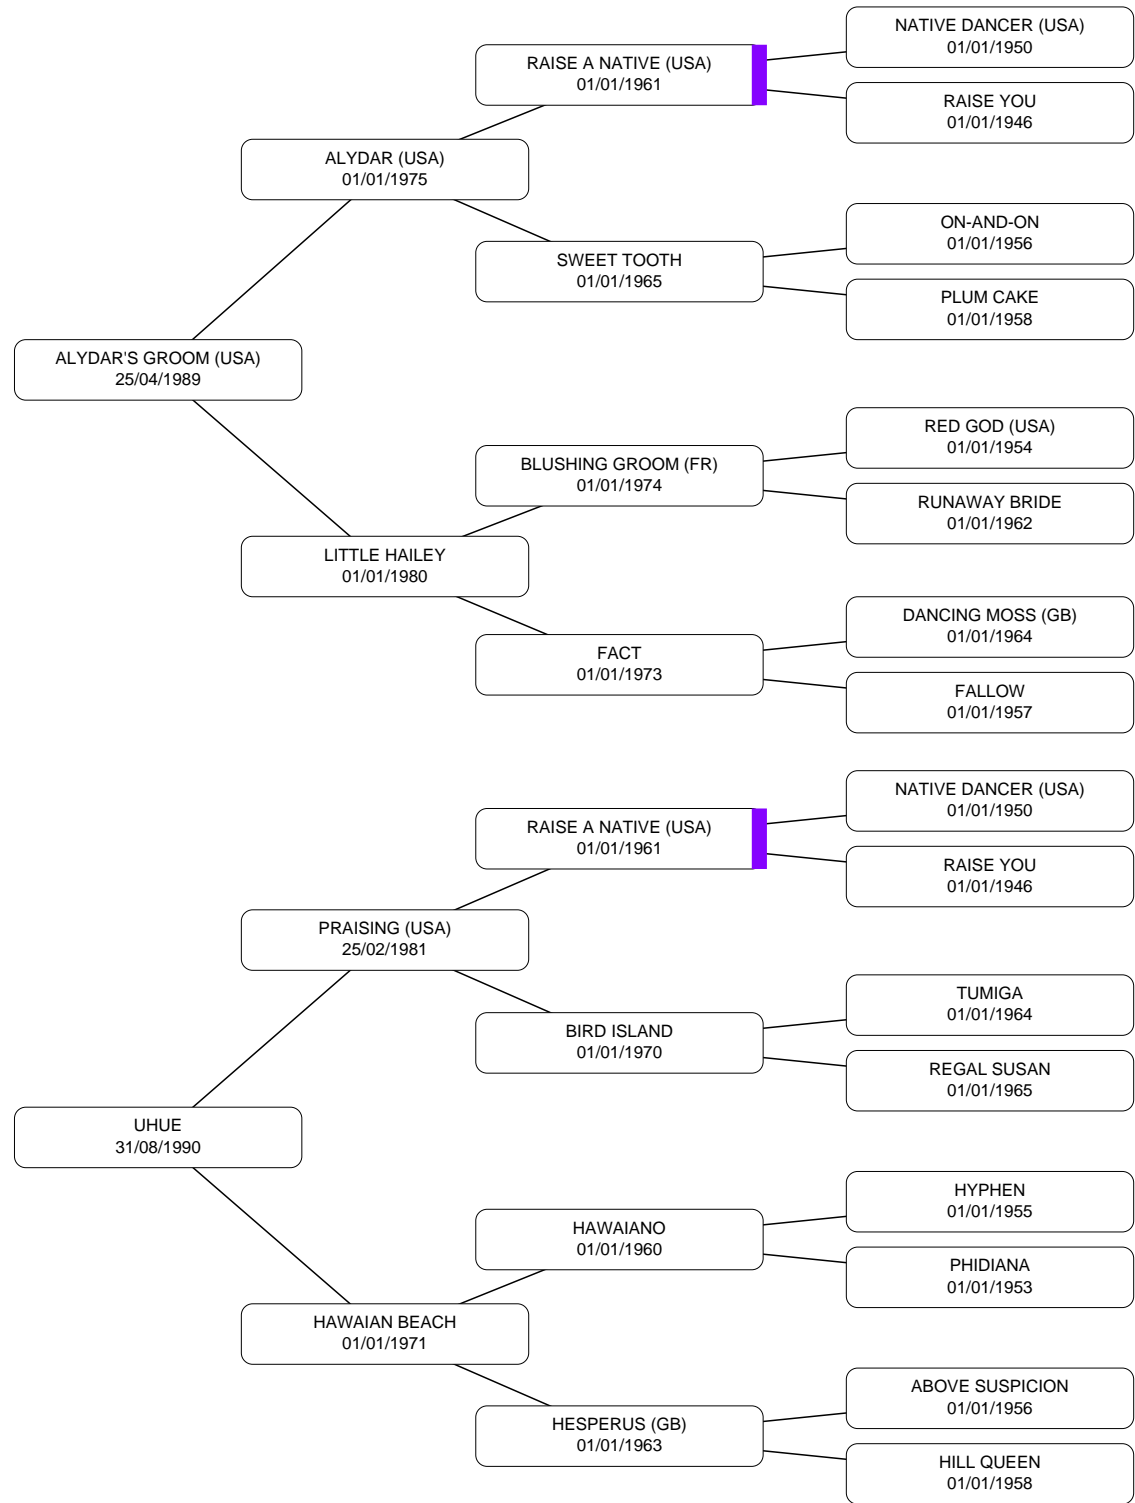 NATIVE DANCER (USA)
01/01/1950
RAISE A NATIVE (USA)
01/01/1961
RAISE YOU
01/01/1946
ALYDAR (USA)
01/01/1975
ON-AND-ON
01/01/1956
SWEET TOOTH
01/01/1965
PLUM CAKE
01/01/1958
ALYDAR'S GROOM (USA)
25/04/1989
RED GOD (USA)
01/01/1954
BLUSHING GROOM (FR)
01/01/1974
RUNAWAY BRIDE
01/01/1962
LITTLE HAILEY
01/01/1980
DANCING MOSS (GB)
01/01/1964
FACT
01/01/1973
FALLOW
01/01/1957
NATIVE DANCER (USA)
01/01/1950
RAISE A NATIVE (USA)
01/01/1961
RAISE YOU
01/01/1946
PRAISING (USA)
25/02/1981
TUMIGA
01/01/1964
BIRD ISLAND
01/01/1970
REGAL SUSAN
01/01/1965
UHUE
31/08/1990
HYPHEN
01/01/1955
HAWAIANO
01/01/1960
PHIDIANA
01/01/1953
HAWAIAN BEACH
01/01/1971
ABOVE SUSPICION
01/01/1956
HESPERUS (GB)
01/01/1963
HILL QUEEN
01/01/1958